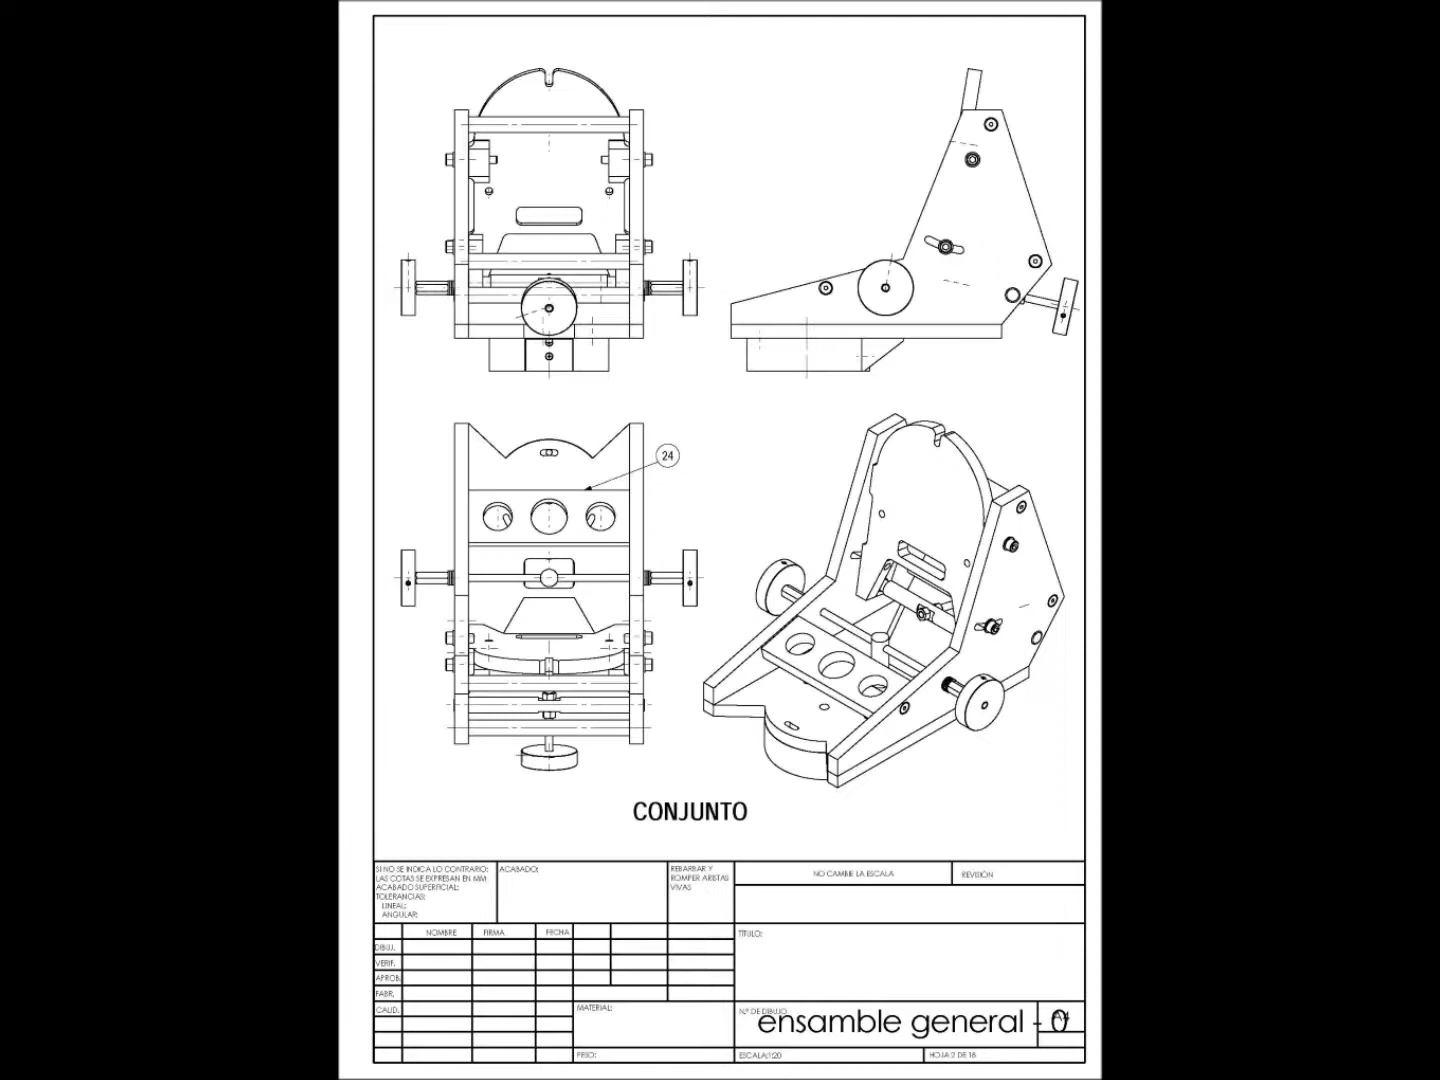 24
CONJUNTO
SI NO SE INDICA LO CONTRARIO:
LAS COTAS SE EXPRESAN EN MM
ACABADO SUPERFICIAL:
TOLERANCIAS:
LINEAL:
ANGULAR:
ACABADO:
REBARBAR Y
ROMPER ARISTAS
VIVAS
NO CAMBIE LA ESCALA
REVISIÓN
NOMBRE
FIRMA
FECHA
TÍTULO:
DIBUJ.
VERIF.
APROB.
FABR.
CALID.
MATERIAL:
N.º DE DIBUJO
ensamble general - 0
PESO:
ESCALA:1:20
HOJA 2 DE 18